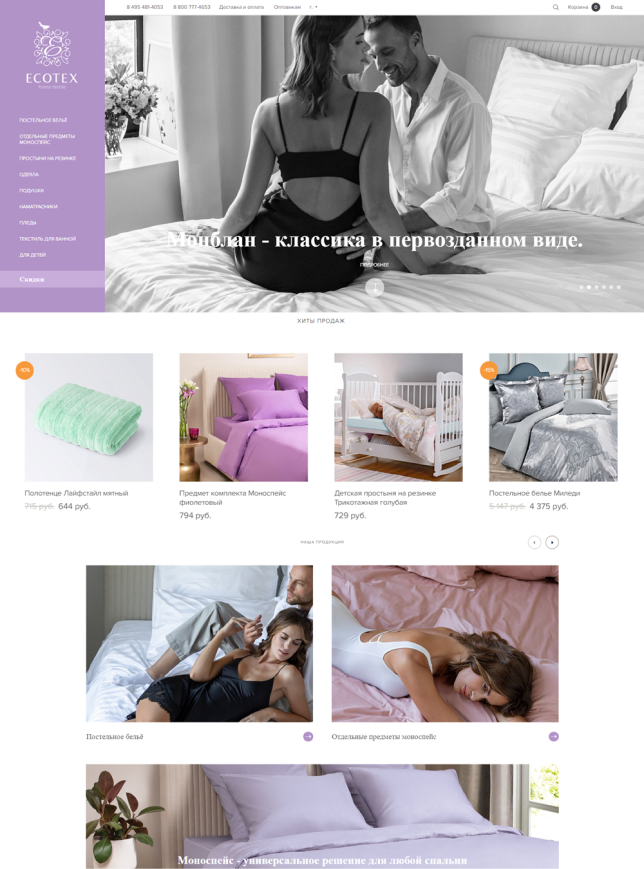 8 495 481-4053 8 800 777-4653 Доставка и оплата Оптовикам г.
Корзина 0 Вход
ECOTEX
home textile
ПОСТЕЛЬНОЕ БЕЛЬЁ
ОТДЕЛЬНЫЕ ПРЕДМЕТЫ
МОНОСПЕЙС
ПРОСТЫНИ НА РЕЗИНКЕ
ОДЕЯЛА
ПОДУШКИ
НАМАТРАСНИКИ
ПЛЕДЫ
ТЕКСТИЛЬ ДЛЯ ВАННОЙ
ДЛЯ ДЕТЕЙ
Скидки
Монблан - классика в первозданном виде.
ПОДРОБНЕЕ
ХИТЫ ПРОДАЖ
-10%
Полотенце Лайфстайл мятный
715 руб. 644 руб.
Предмет комплекта Моноспейс
фиолетовый
794 руб.
Детская простыня на резинке
Трикотажная голубая
729 руб.
-15%
Постельное белье Миледи
5 147 руб. 4 375 руб.
НАША ПРОДУКЦИЯ
Постельное бельё
Отдельные предметы моноспейс
Моноспейс - универсальное решение для любой спальни